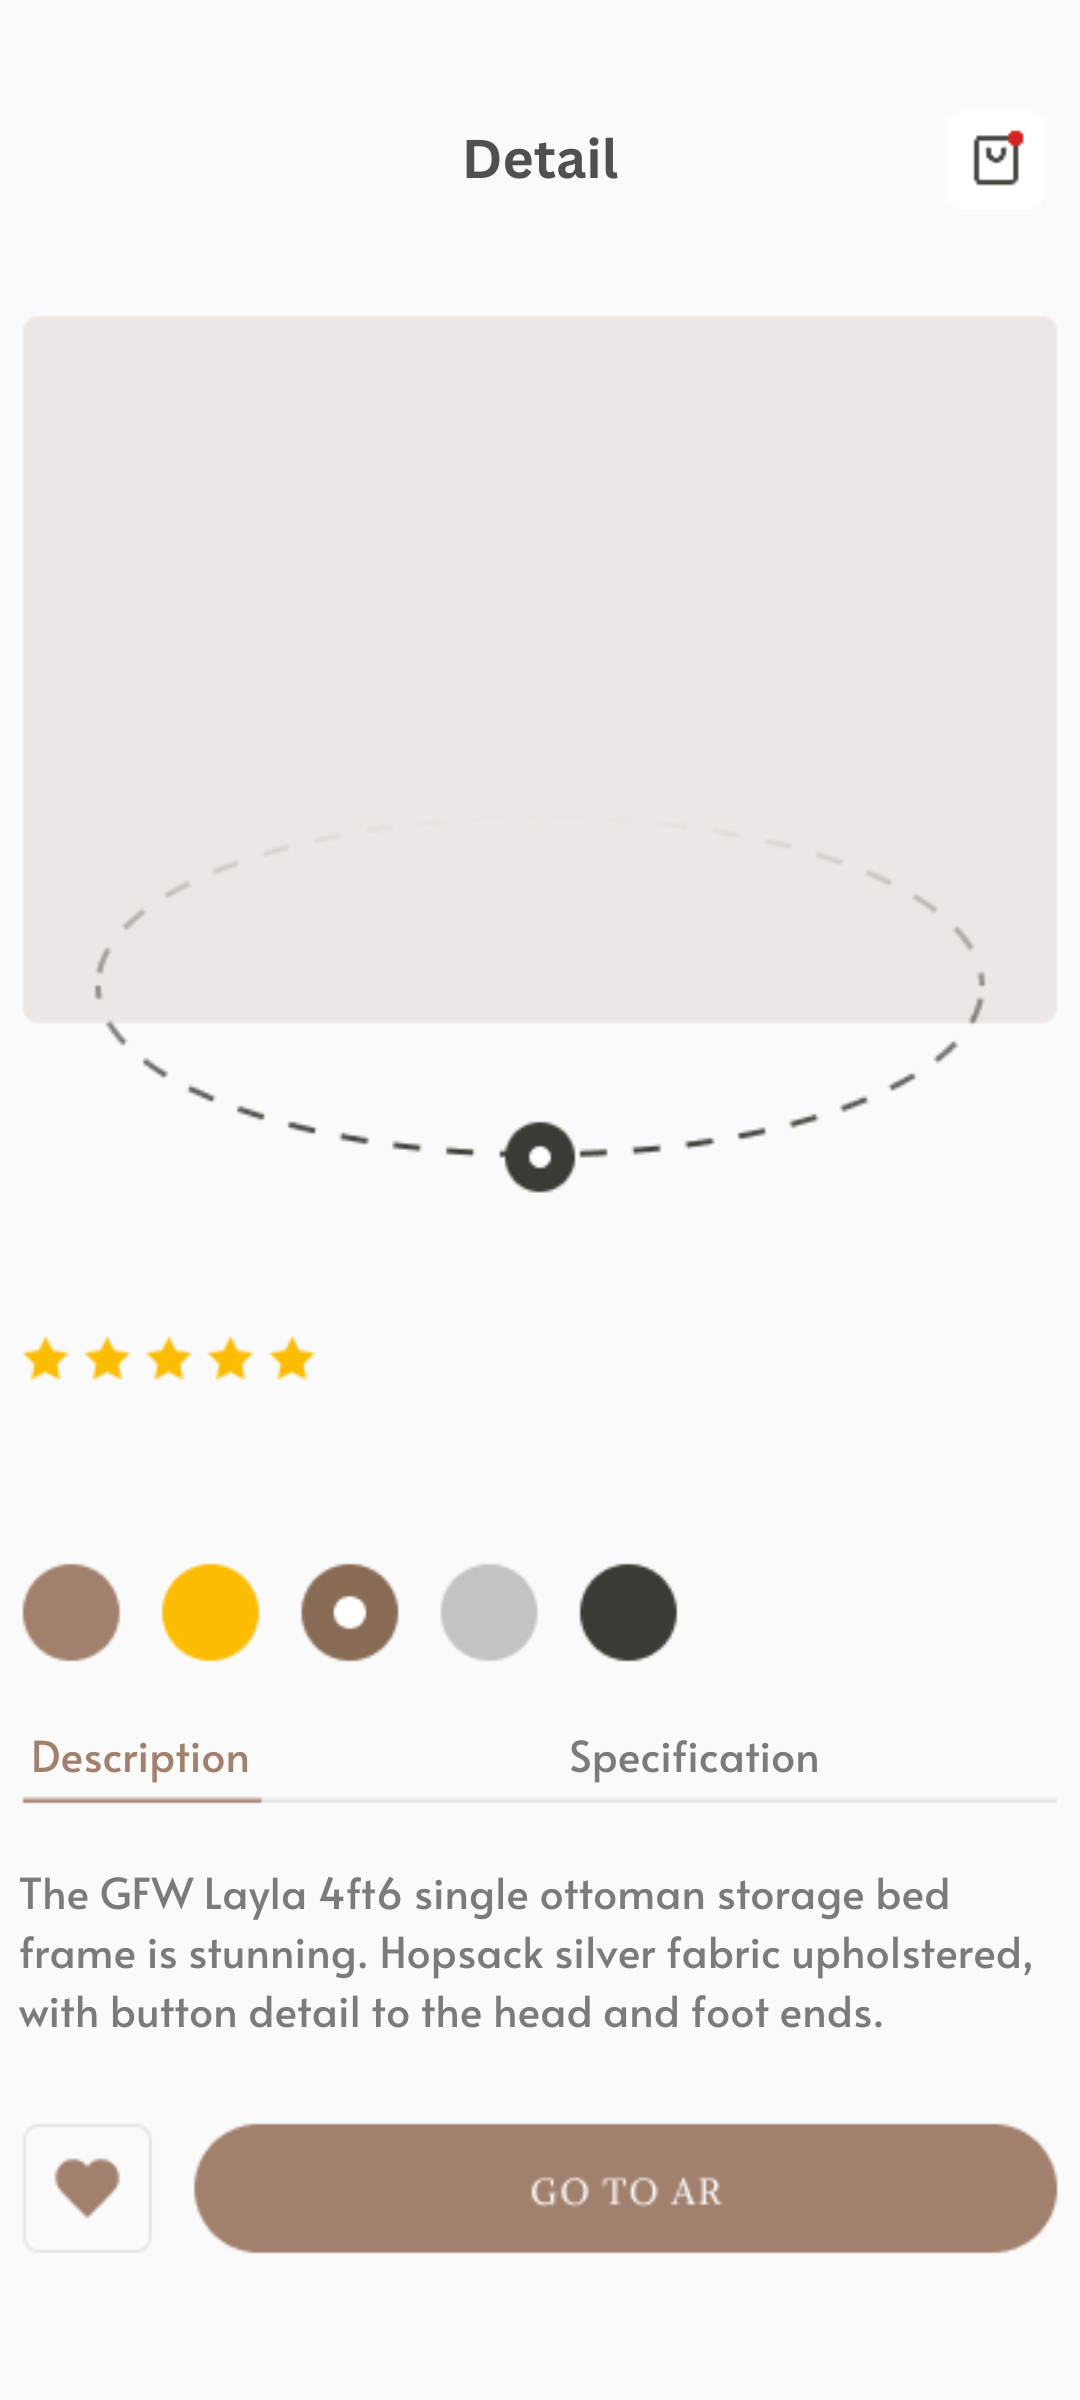 Detail
Description
Specification
The GFW Layla 4ft6 single ottoman storage bed
frame is stunning. Hopsack silver fabric upholstered,
with button detail to the head and foot ends.
GO TO AR